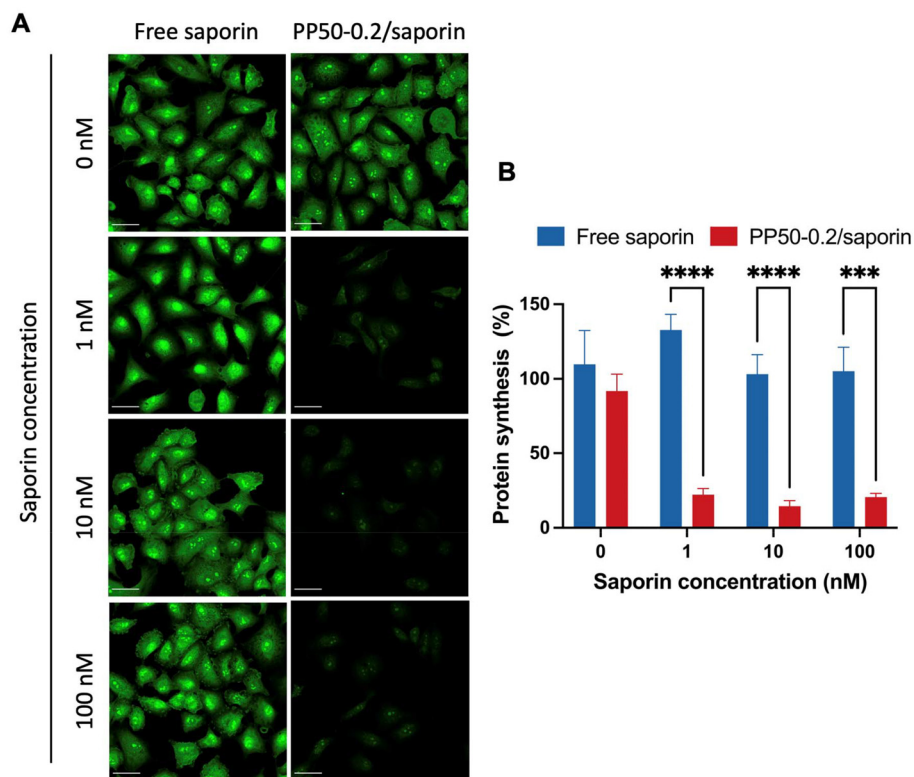 A
Free saporin PP50-0.2/saporin
Saporin concentration
0 nM
1 nM
10 nM
100 nM
B
Free saporin PP50-0.2/saporin
**** **** ***
Protein synthesis (%)
150
100
50
0
0 1 10 100
Saporin concentration (nM)